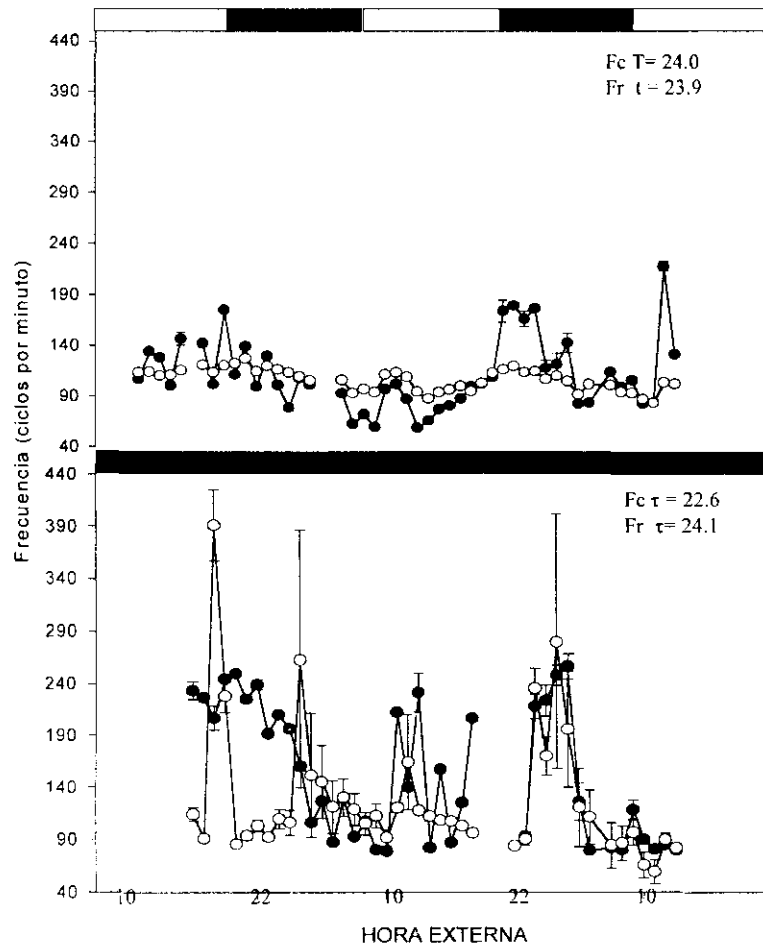 440
390
340
290
240
190
140
90
40
Fc T= 24.0
Fr t = 23.9
Frecuencia (ciclos por minuto)
440
390
340
290
240
190
140
90
40
Fc τ = 22.6
Fr τ= 24.1
10 22 10 22 10
HORA EXTERNA